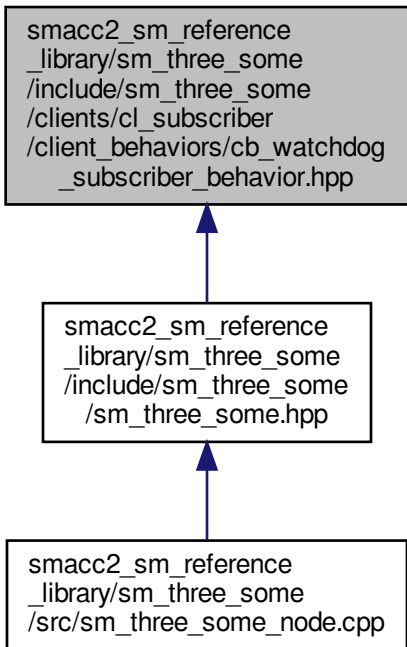 smacc2_sm_reference
_library/sm_three_some
/include/sm_three_some
/clients/cl_subscriber
/client_behaviors/cb_watchdog
_subscriber_behavior.hpp
smacc2_sm_reference
_library/sm_three_some
/include/sm_three_some
/sm_three_some.hpp
smacc2_sm_reference
_library/sm_three_some
/src/sm_three_some_node.cpp